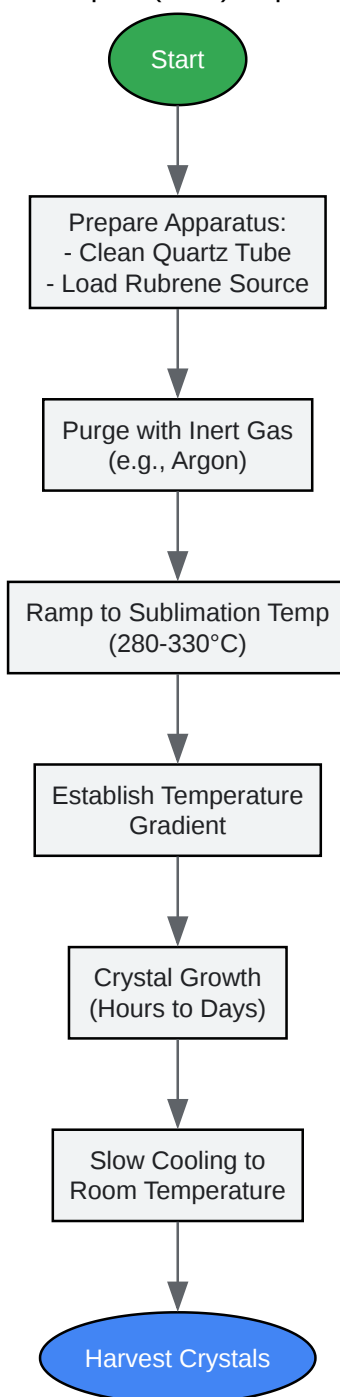 Start
Prepare Apparatus:
- Clean Quartz Tube
- Load Rubrene Source
Purge with Inert Gas
(e.g., Argon)
Ramp to Sublimation Temp
(280-330°C)
Establish Temperature
Gradient
Crystal Growth
(Hours to Days)
Slow Cooling to
Room Temperature
Harvest Crystals